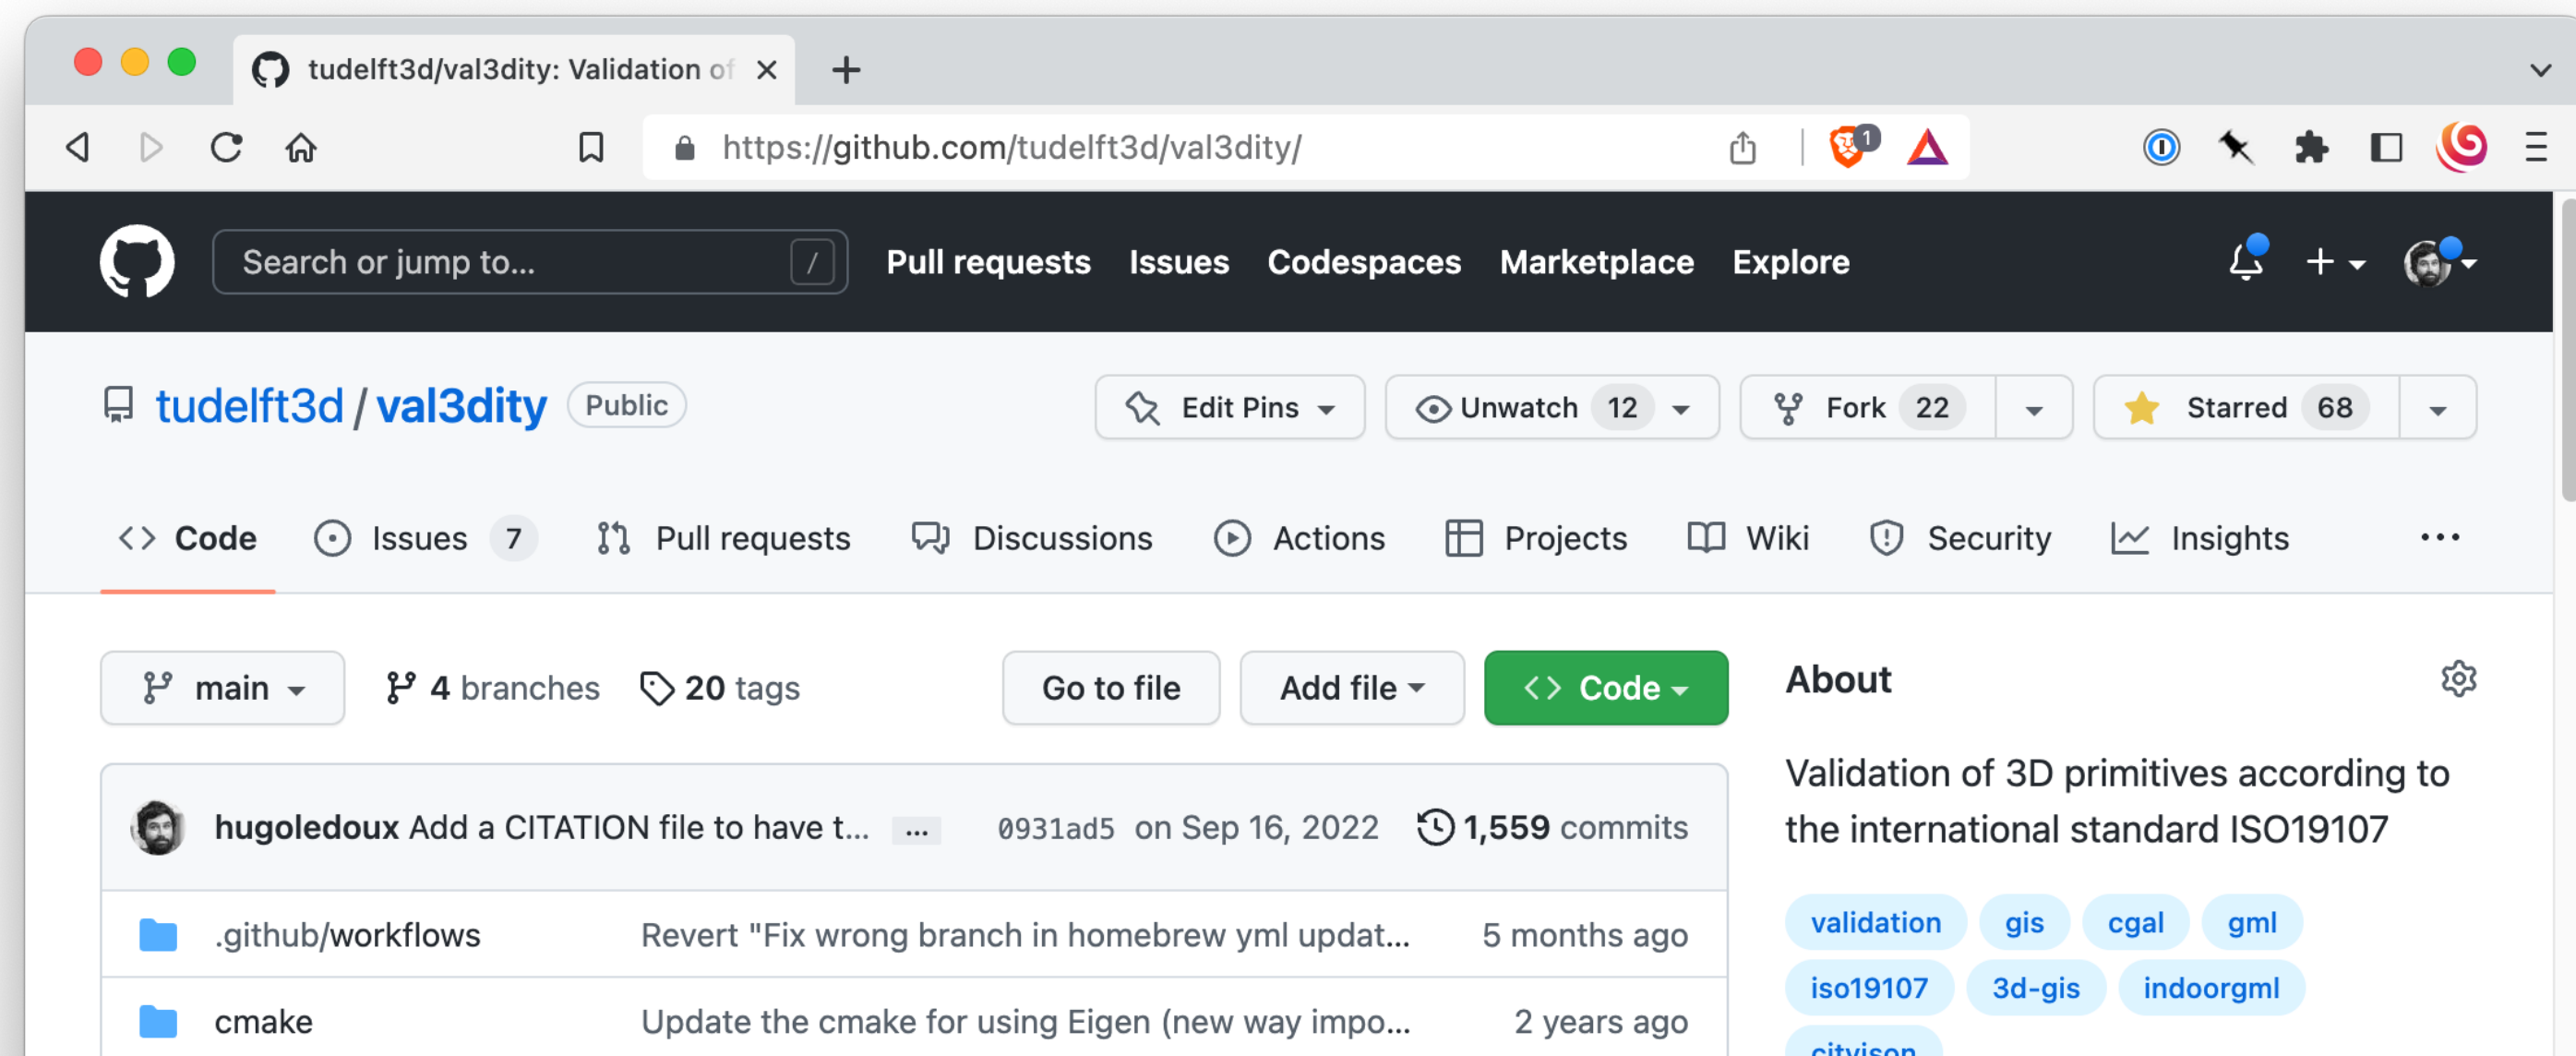 tudelft3d/val3dity: Validation of
https://github.com/tudelft3d/val3dity/
1
Search or jump to...
/
Pull requests Issues Codespaces Marketplace Explore
tudelft3d / val3dity Public
Edit Pins Unwatch 12 Fork 22 Starred 68
Code Issues 7 Pull requests Discussions Actions Projects Wiki Security Insights
main 4 branches 20 tags Go to file Add file Code
hugoledoux Add a CITATION file to have t... ... 0931ad5 on Sep 16, 2022 1,559 commits
.github/workflows Revert "Fix wrong branch in homebrew yml updat... 5 months ago
cmake Update the cmake for using Eigen (new way impo... 2 years ago
About
Validation of 3D primitives according to
the international standard ISO19107
validation gis cgal gml
iso19107 3d-gis indoorgml